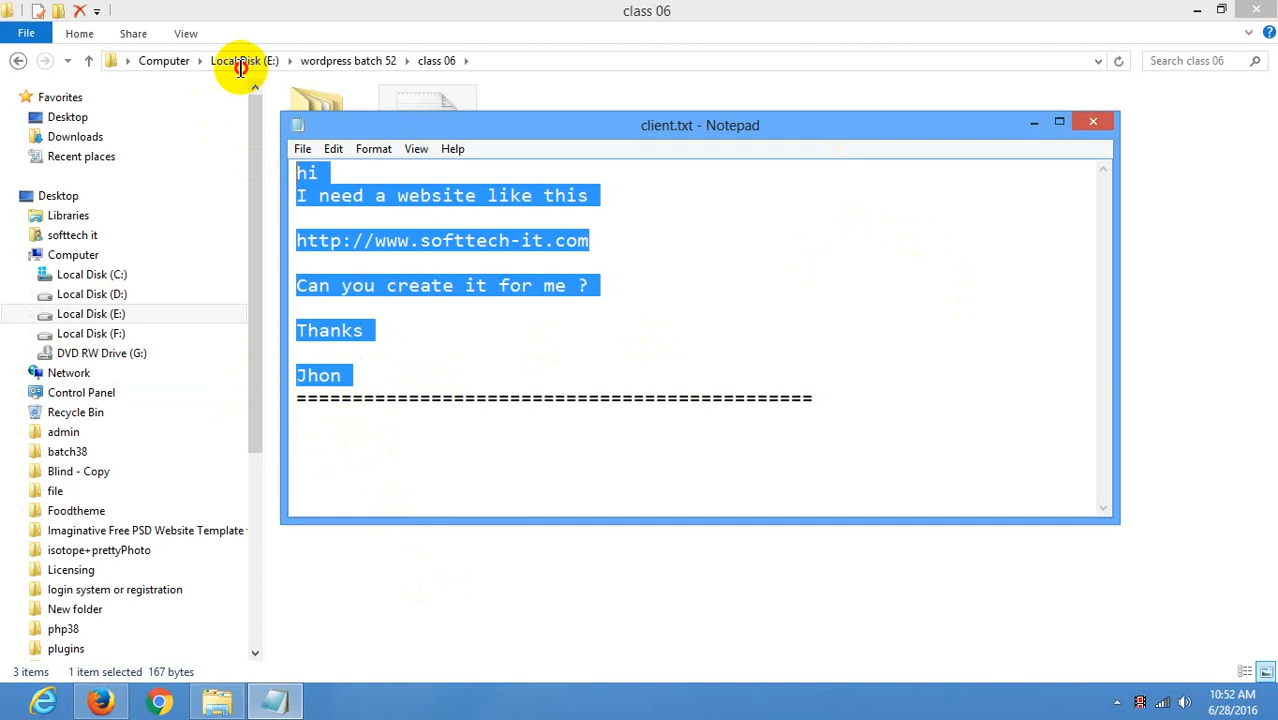 class 06
File
Home
Share
View
Computer
Local Disk (E:)
wordpress batch 52
class 06
Search class 06
Favorites
Desktop
Downloads
Recent places
Desktop
Libraries
softtech it
Computer
Local Disk (C:)
Local Disk (D:)
Local Disk (E:)
Local Disk (F:)
DVD RW Drive (G:)
Network
Control Panel
Recycle Bin
admin
batch38
Blind - Copy
file
Foodtheme
Imaginative Free PSD Website Template
isotope+prettyPhoto
Licensing
login system or registration
New folder
php38
plugins
client.txt - Notepad
File Edit Format View Help
hi
I need a website like this
http://www.softtech-it.com
Can you create it for me ?
Thanks
Jhon
==============================================
3 items 1 item selected 167 bytes
10:52 AM
6/28/2016